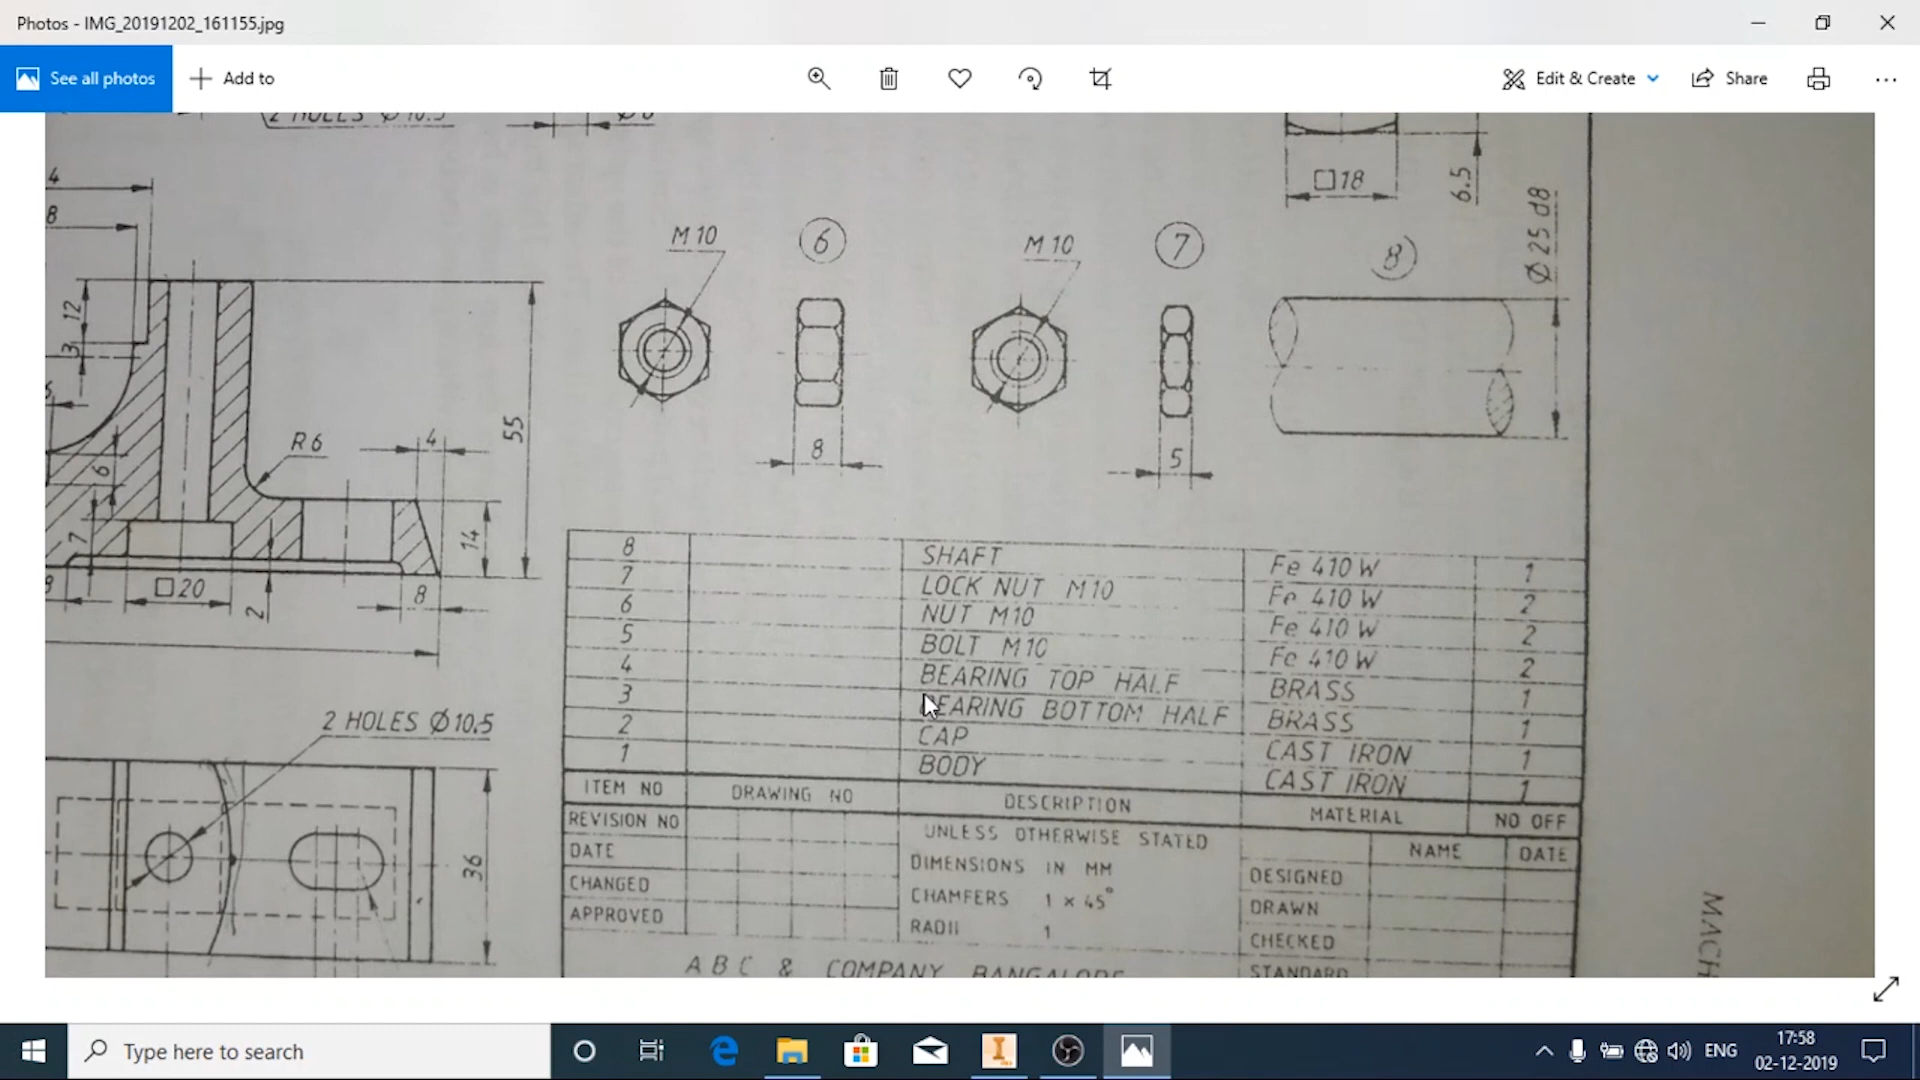 Photos - IMG_20191202_161155.jpg
See all photos
Add to
Edit & Create
Share
2 HOLES Ø10.5
4
8
12
3
6
7
□20
2
R6
4
55
14
8
2 HOLES Ø10.5
36
M10
6
8
M10
7
5
□18
6.5
8
Ø25 d8
8 SHAFT Fe 410 W 1
7 LOCK NUT M10 Fe 410 W 2
6 NUT M10 Fe 410 W 2
5 BOLT M10 Fe 410 W 2
4 BEARING TOP HALF BRASS 1
3 BEARING BOTTOM HALF BRASS 1
2 CAP CAST IRON 1
1 BODY CAST IRON 1
ITEM NO DRAWING NO DESCRIPTION MATERIAL NO OFF
REVISION NO
DATE
CHANGED
APPROVED
UNLESS OTHERWISE STATED
DIMENSIONS IN MM
CHAMFERS 1 × 45°
RADII 1
NAME DATE
DESIGNED
DRAWN
CHECKED
STANDARD
ABC & COMPANY BANGALORE
MACH
Type here to search
ENG
17:58
02-12-2019